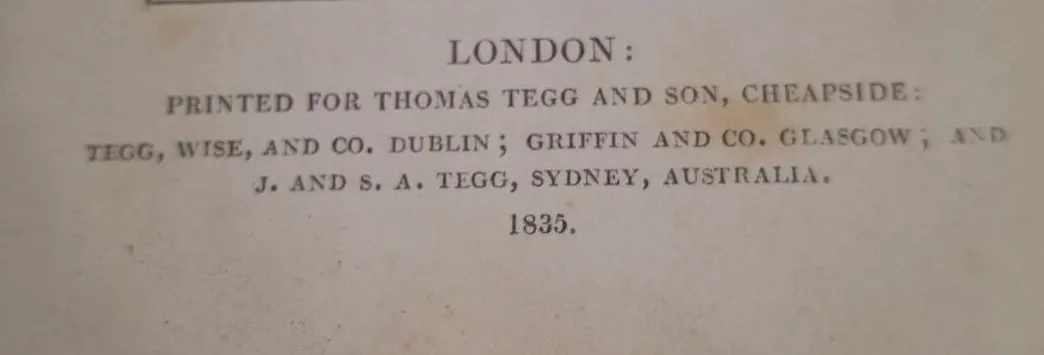 LONDON:
PRINTED FOR THOMAS TEGG AND SON, CHEAPSIDE:
TEGG, WISE, AND CO. DUBLIN; GRIFFIN AND CO. GLASGOW; AND
J. AND S. A. TEGG, SYDNEY, AUSTRALIA.
1835.